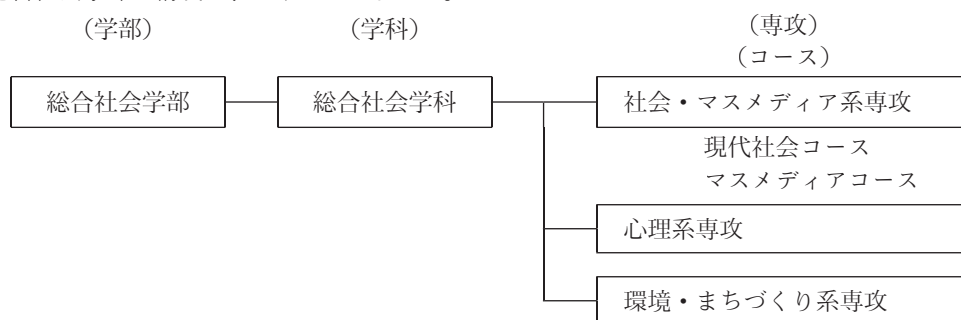 （学部）
（学科）
（専攻）
（コース）
総合社会学部
総合社会学科
社会・マスメディア系専攻
現代社会コース
マスメディアコース
心理系専攻
環境・まちづくり系専攻